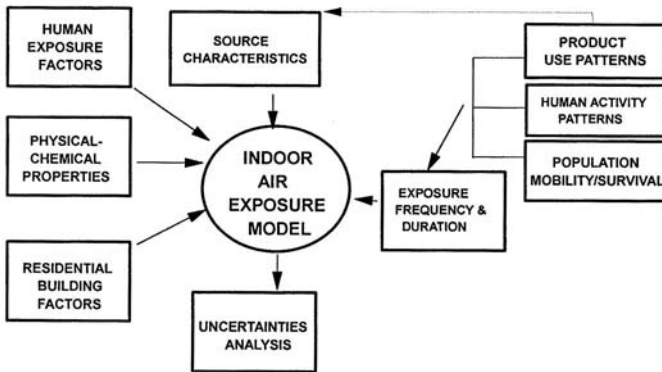 HUMAN
EXPOSURE
FACTORS
SOURCE
CHARACTERISTICS
PRODUCT
USE PATTERNS
HUMAN ACTIVITY
PATTERNS
POPULATION
MOBILITY/SURVIVAL
PHYSICAL-
CHEMICAL
PROPERTIES
INDOOR
AIR
EXPOSURE
MODEL
EXPOSURE
FREQUENCY &
DURATION
RESIDENTIAL
BUILDING
FACTORS
UNCERTAINTIES
ANALYSIS